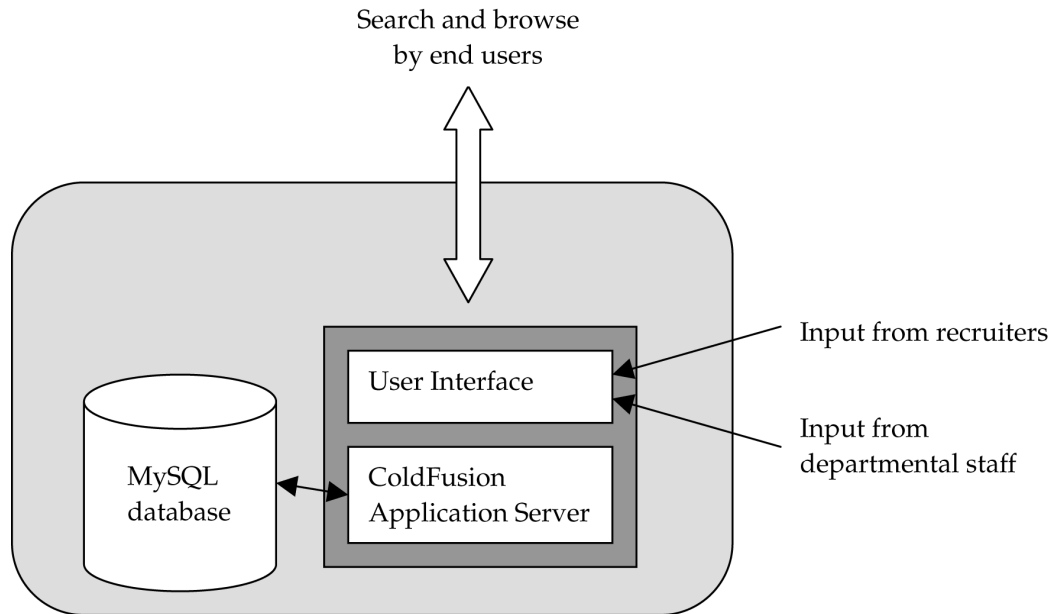 Search and browse
by end users
User Interface
Input from recruiters
Input from
departmental staff
MySQL
database
ColdFusion
Application Server